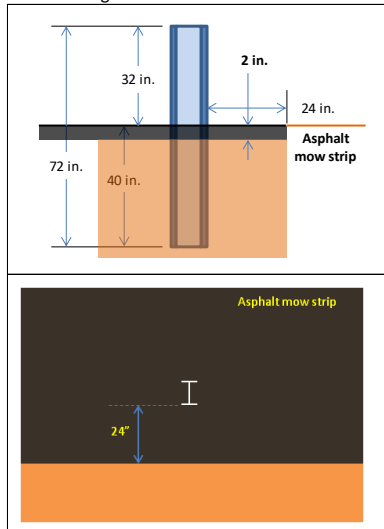 32 in.
2 in.
24 in.
Asphalt
mow strip
72 in.
40 in.
Asphalt mow strip
24"